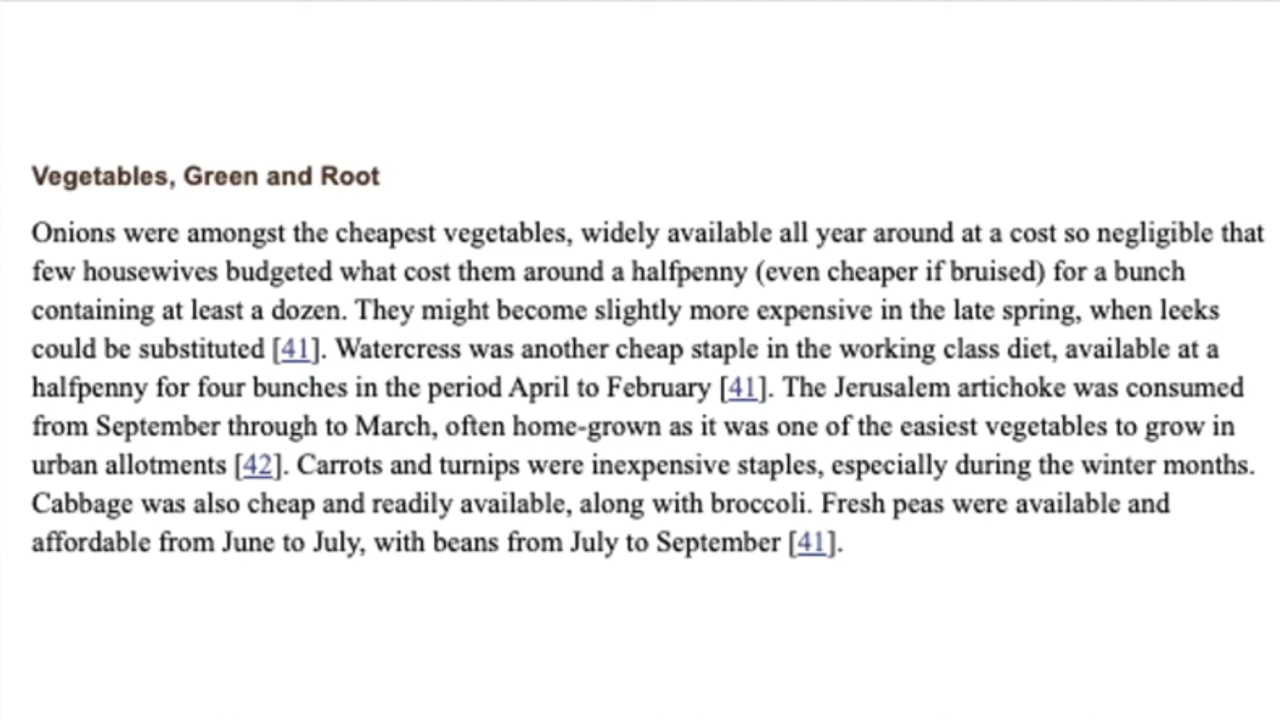 Vegetables, Green and Root
Onions were amongst the cheapest vegetables, widely available all year around at a cost so negligible that
few housewives budgeted what cost them around a halfpenny (even cheaper if bruised) for a bunch
containing at least a dozen. They might become slightly more expensive in the late spring, when leeks
could be substituted [41]. Watercress was another cheap staple in the working class diet, available at a
halfpenny for four bunches in the period April to February [41]. The Jerusalem artichoke was consumed
from September through to March, often home-grown as it was one of the easiest vegetables to grow in
urban allotments [42]. Carrots and turnips were inexpensive staples, especially during the winter months.
Cabbage was also cheap and readily available, along with broccoli. Fresh peas were available and
affordable from June to July, with beans from July to September [41].